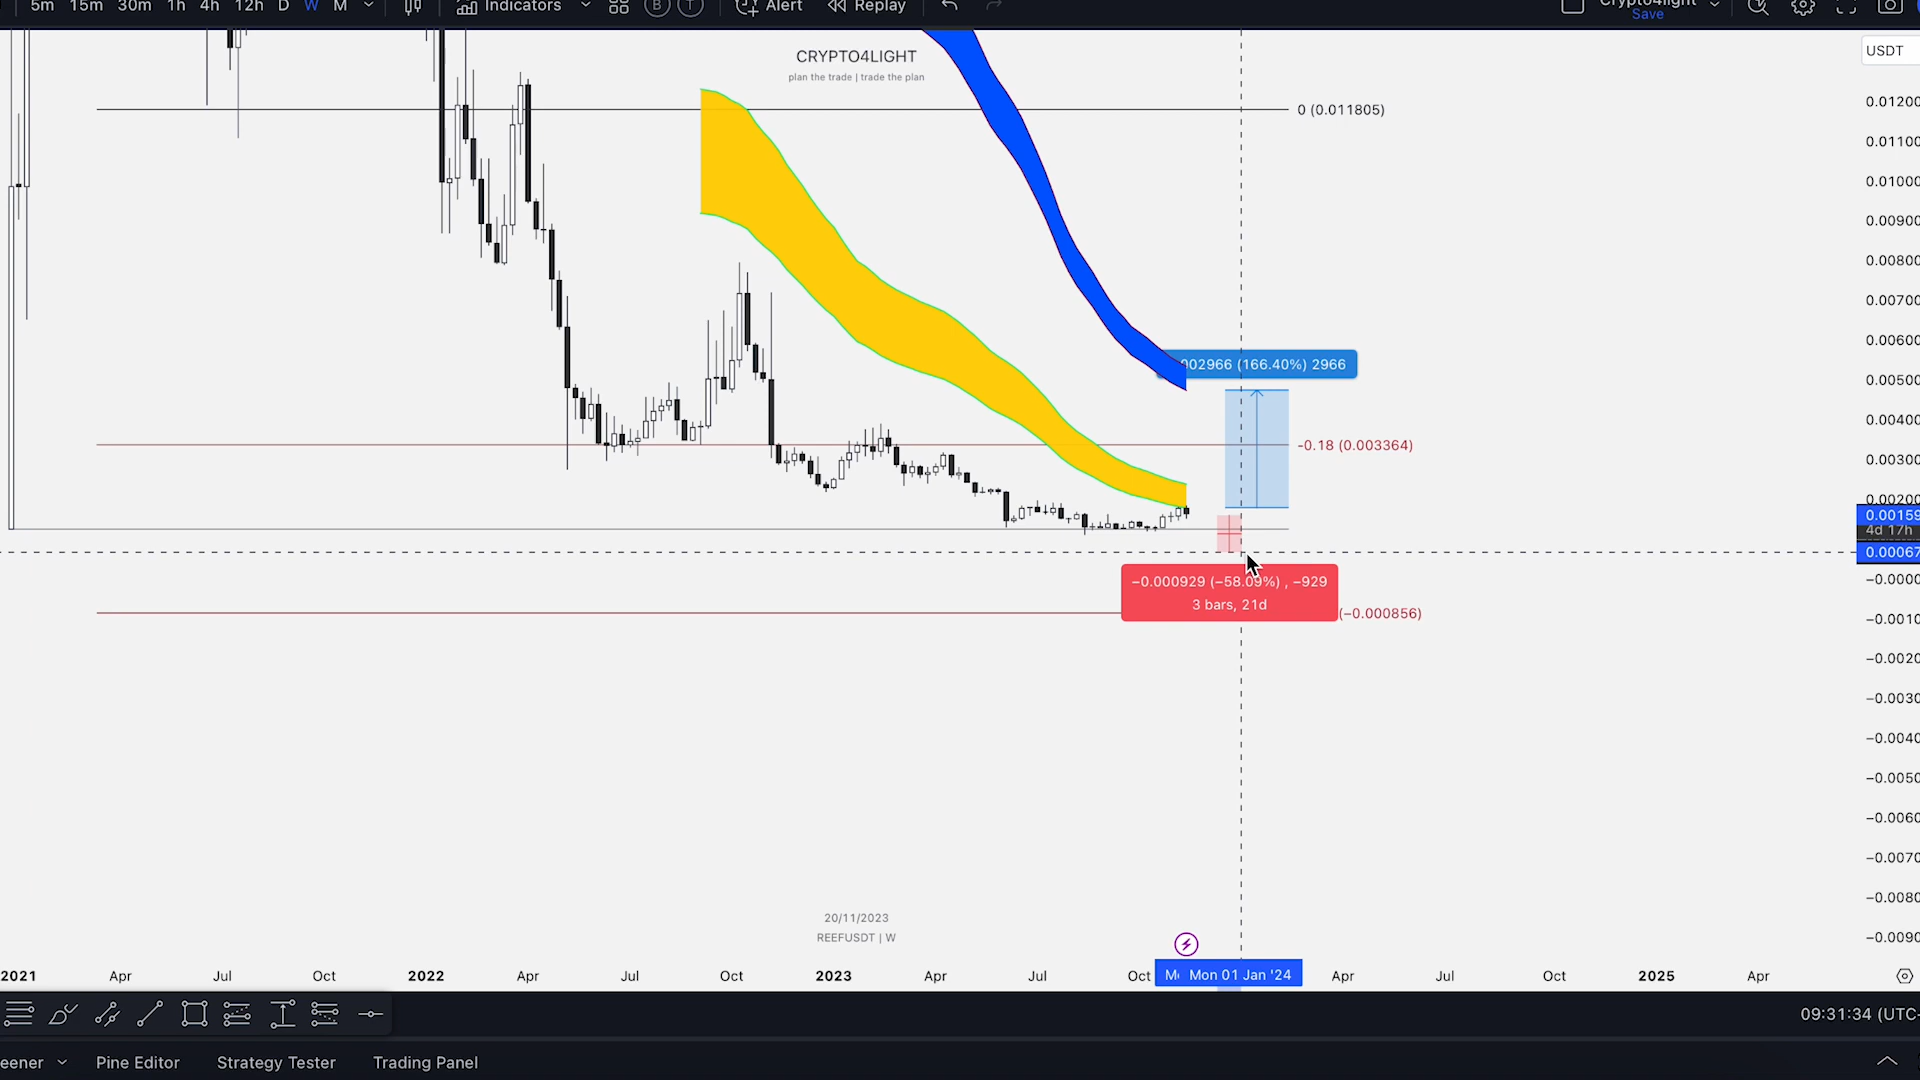 5m 15m 30m 1h 4h 12h D W M Indicators B T Alert Replay Crypto4light
Save
CRYPTO4LIGHT
plan the trade | trade the plan
USDT
0 (0.011805)
0.01200
0.01100
0.01000
0.00900
0.00800
0.00700
0.00600
0.00500
0.00400
0.00300
0.00200
0.00159
4d 17h
0.00067
−0.0000
−0.0010
−0.0020
−0.0030
−0.0040
−0.0050
−0.0060
−0.0070
−0.0080
−0.0090
002966 (166.40%) 2966
-0.18 (0.003364)
−0.000929 (−58.09%) , −929
3 bars, 21d
(−0.000856)
20/11/2023
REEFUSDT | W
2021 Apr Jul Oct 2022 Apr Jul Oct 2023 Apr Jul Oct Mon 01 Jan '24 Apr Jul Oct 2025 Apr
09:31:34 (UTC-
eener Pine Editor Strategy Tester Trading Panel